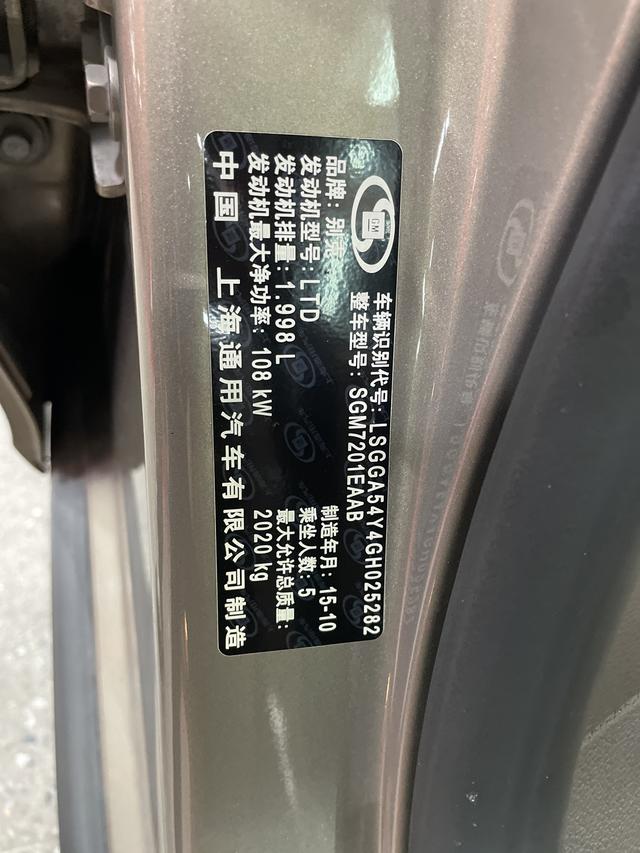 GM
车辆识别代号: LSGGA54Y4GH025282
整车型号: SGM7201EAAB
品牌: 别克
制造年月: 15-10
发动机型号: LTD
乘坐人数: 5
发动机排量: 1.998 L
最大允许总质量:
发动机最大净功率: 108 kW
2020 kg
中国 上海通用汽车有限公司制造